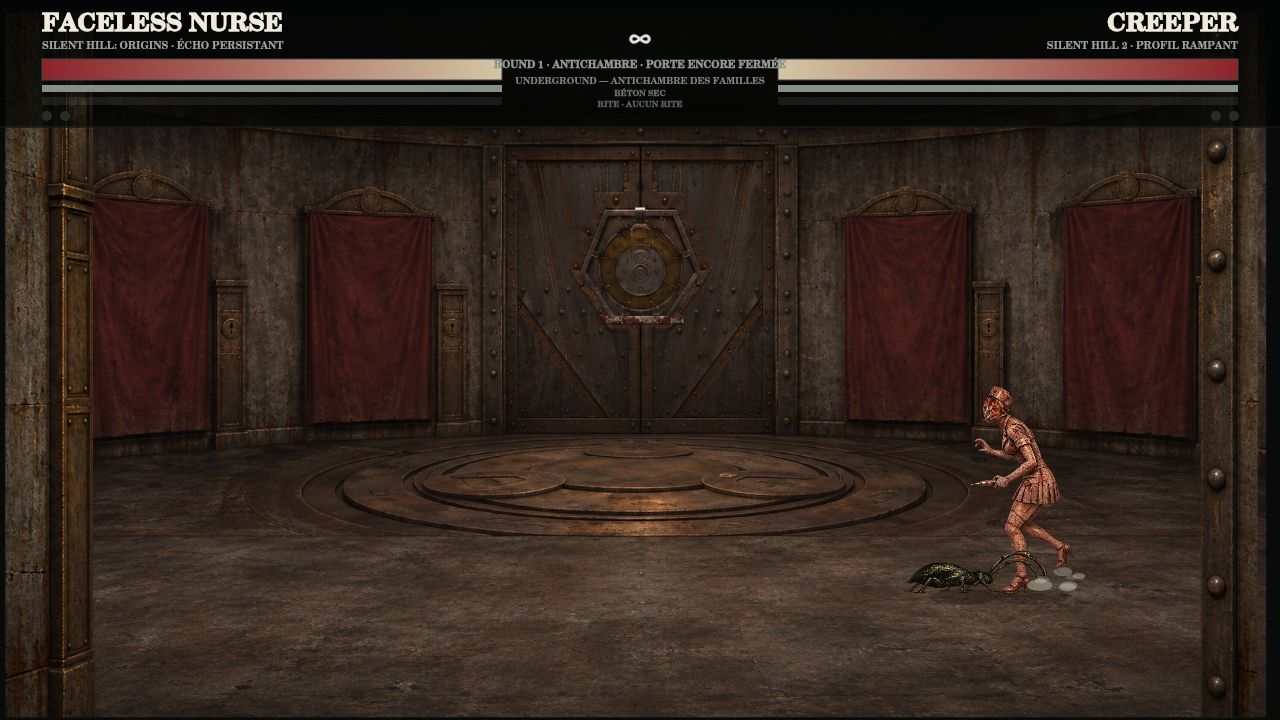 FACELESS NURSE
SILENT HILL: ORIGINS · ÉCHO PERSISTANT
∞
CREEPER
SILENT HILL 2 · PROFIL RAMPANT
ROUND 1 · ANTICHAMBRE · PORTE ENCORE FERMÉE
UNDERGROUND — ANTICHAMBRE DES FAMILLES
BÉTON SEC
RITE · AUCUN RITE